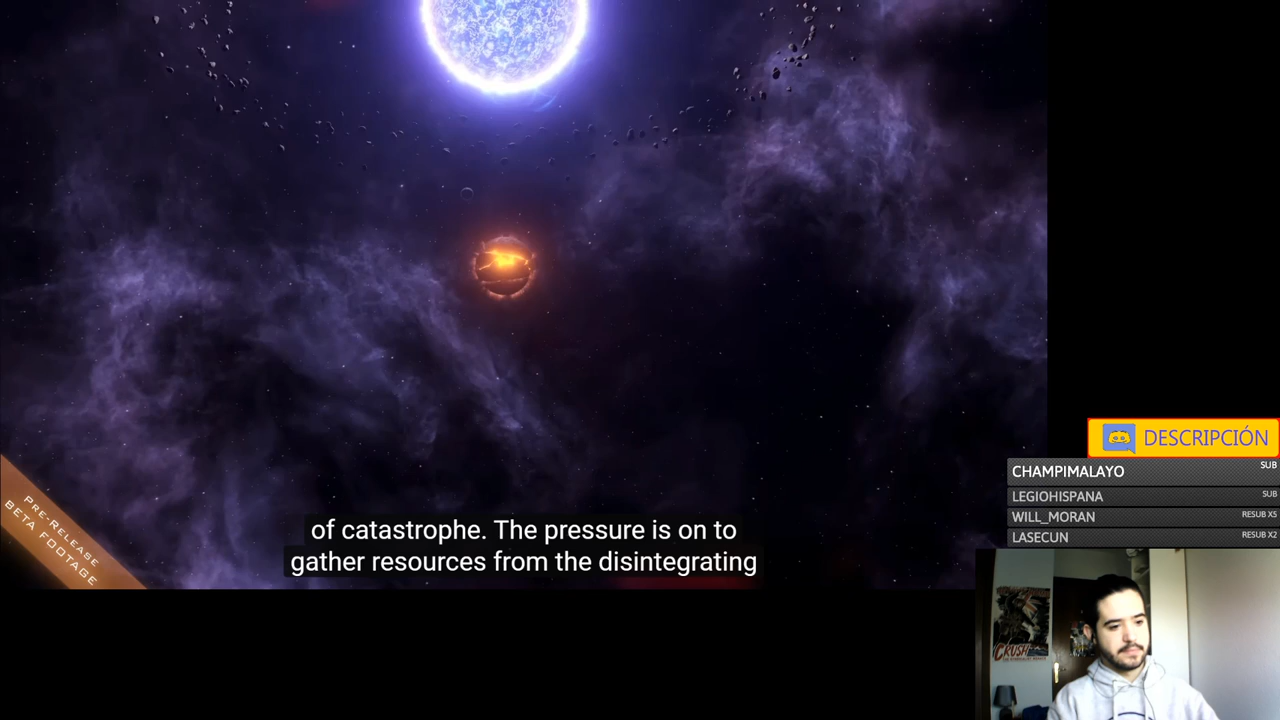 DESCRIPCIÓN
CHAMPIMALAYO SUB
LEGIOHISPANA SUB
WILL_MORAN RESUB X5
LASECUN RESUB X2
PRE-RELEASE
BETA FOOTAGE
of catastrophe. The pressure is on to
gather resources from the disintegrating
CRUSH